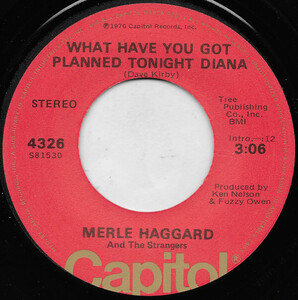 ℗1976 Capitol Records, Inc.
WHAT HAVE YOU GOT
PLANNED TONIGHT DIANA
(Dave Kirby)
STEREO
4326
S81530
Tree
Publishing
Co., Inc.
BMI
Intro.—:12
3:06
Produced by
Ken Nelson
& Fuzzy Owen
MERLE HAGGARD
And The Strangers
Capitol